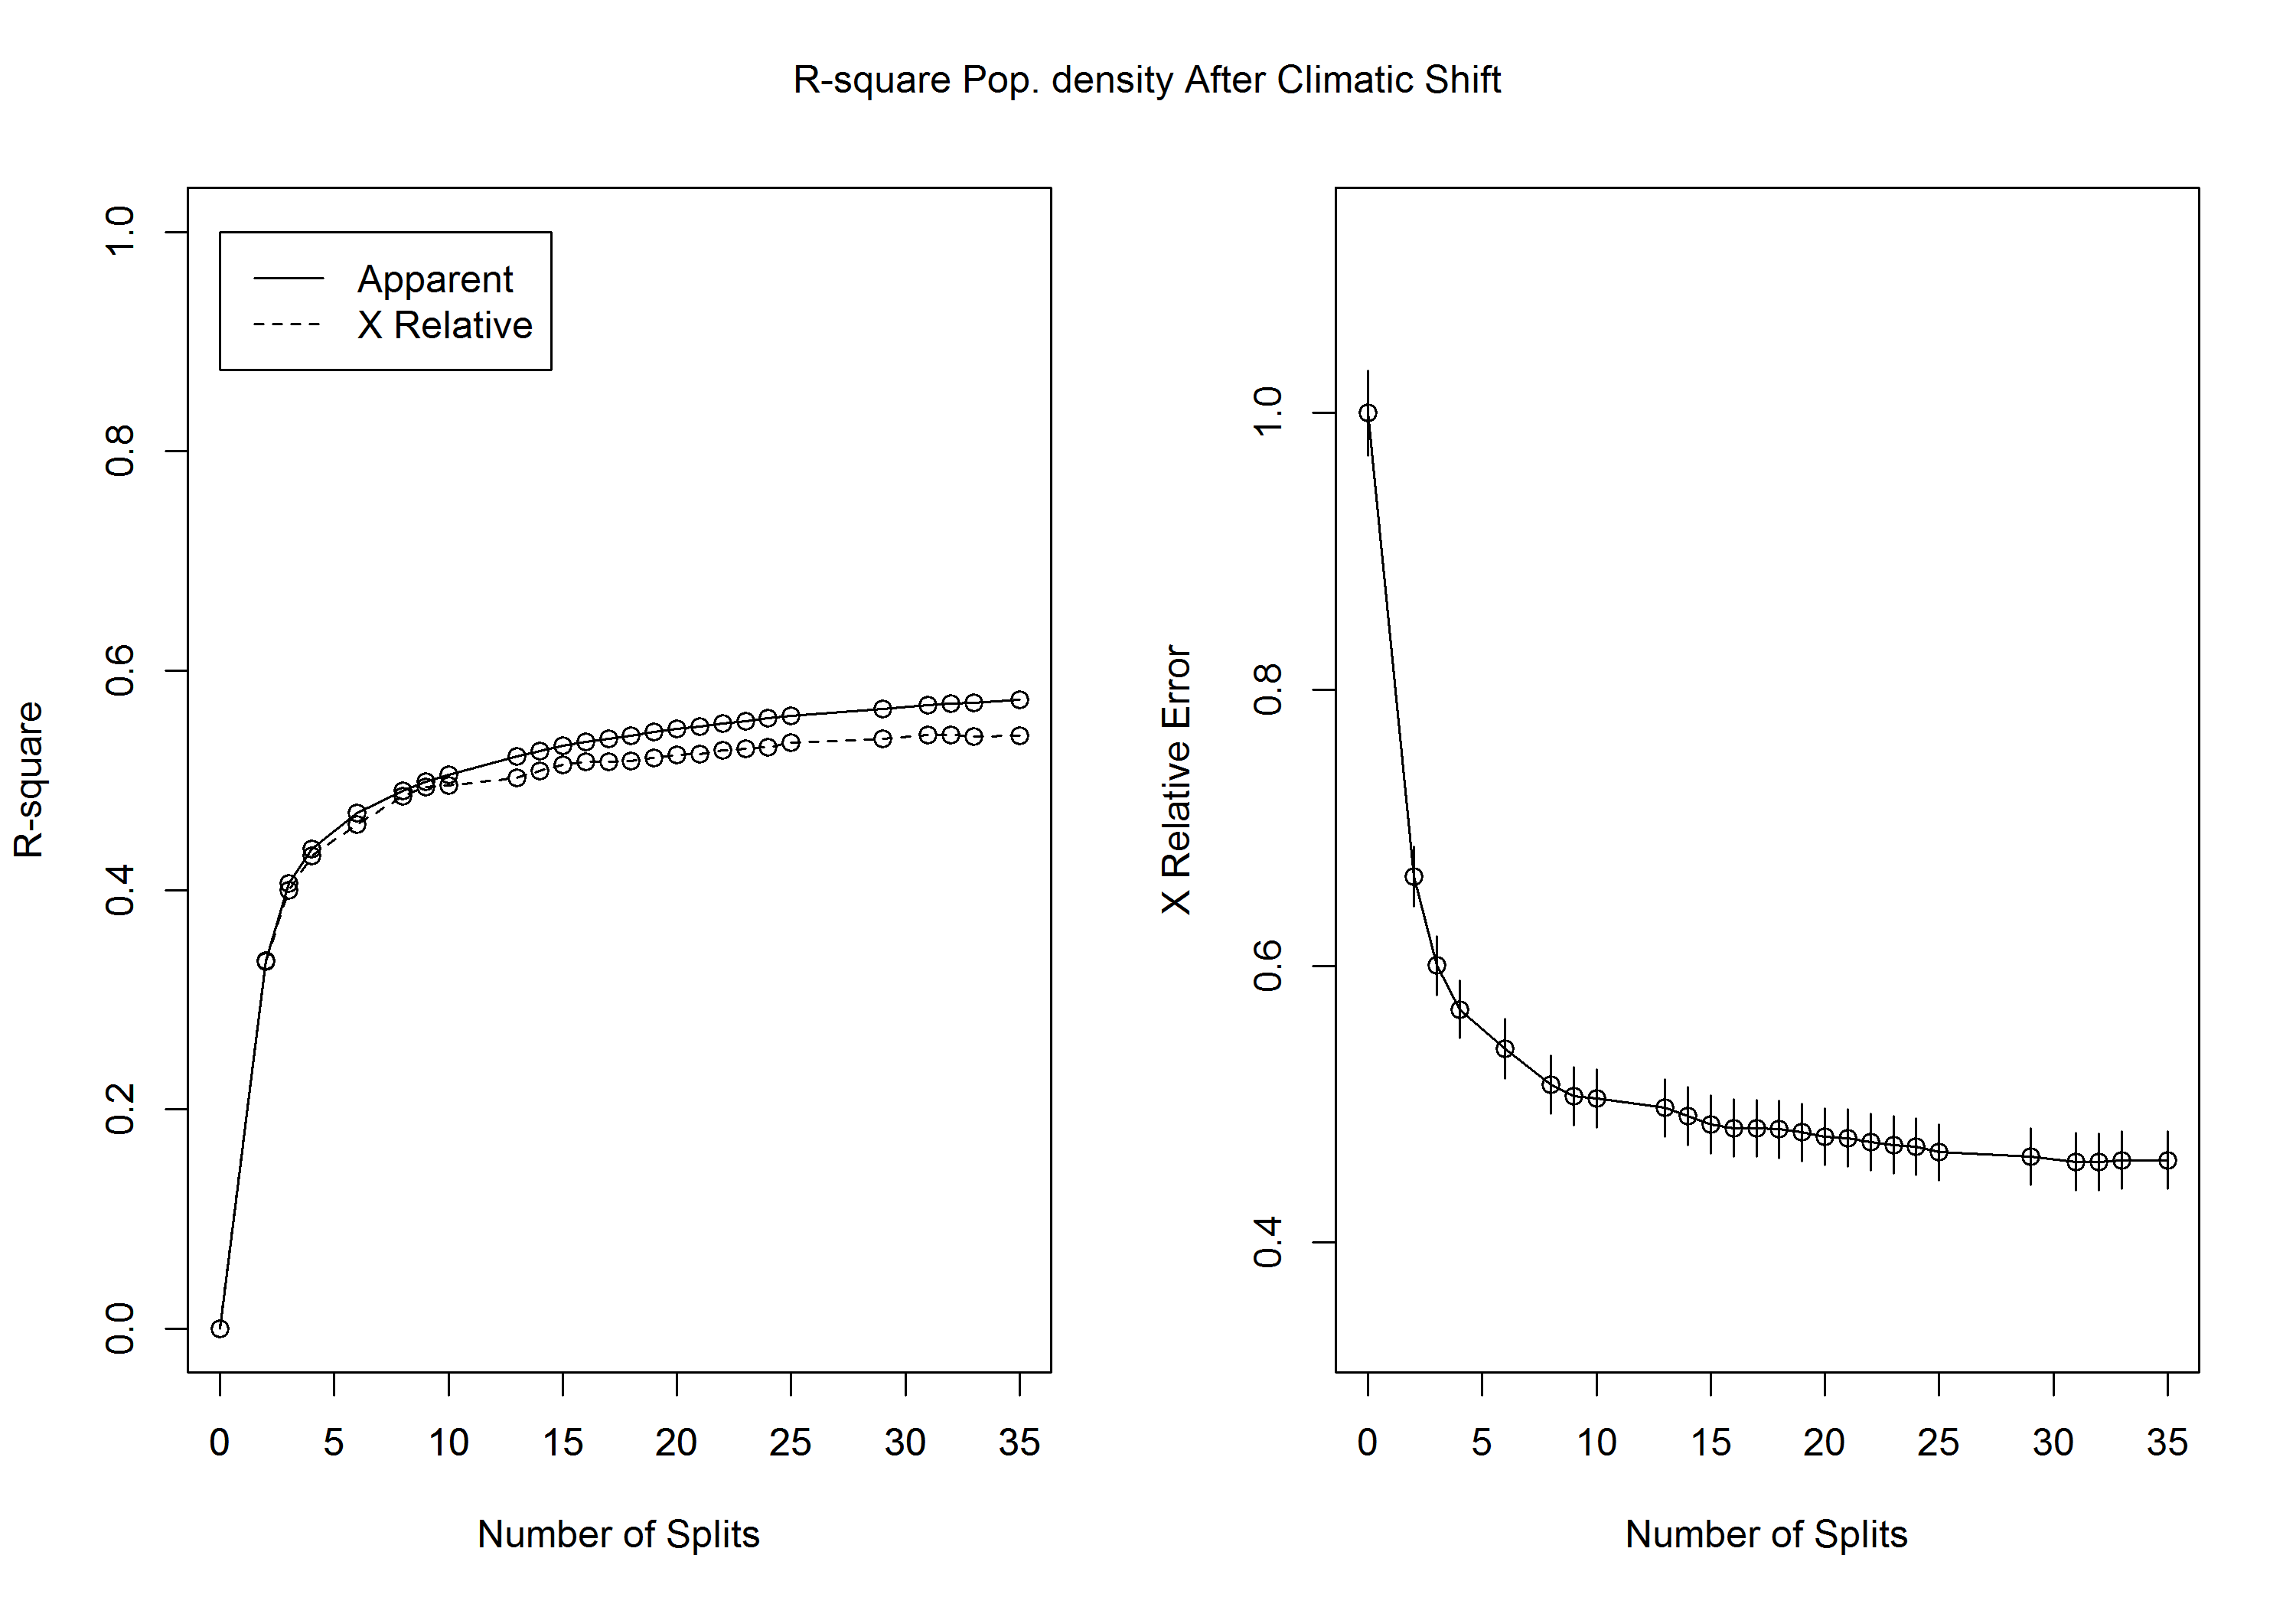 R-square Pop. density After Climatic Shift
R-square
1.0
0.8
0.6
0.4
0.2
0.0
Apparent
X Relative
0 5 10 15 20 25 30 35
Number of Splits
X Relative Error
1.0
0.8
0.6
0.4
0 5 10 15 20 25 30 35
Number of Splits